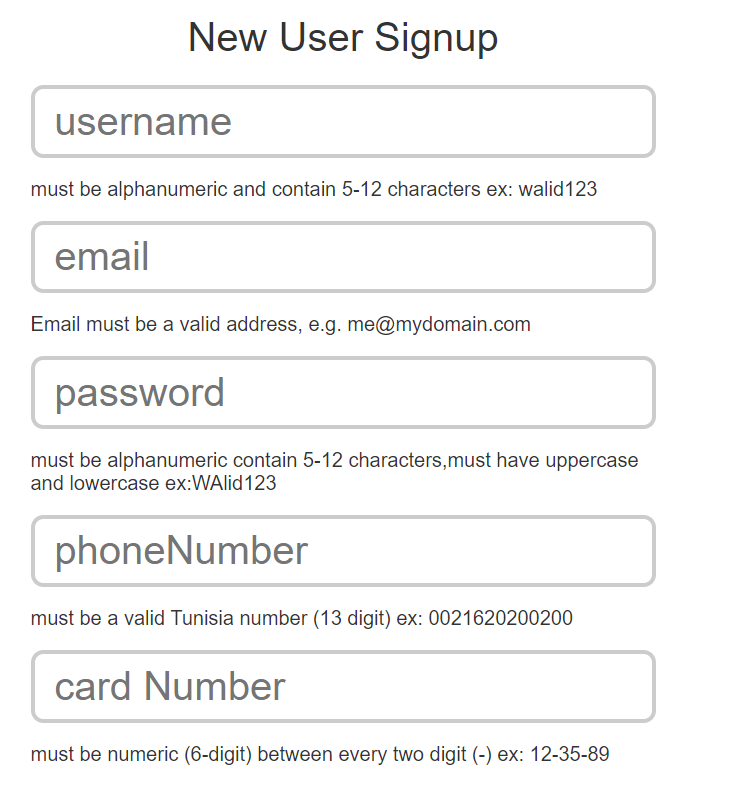 New User Signup
username
must be alphanumeric and contain 5-12 characters ex: walid123
email
Email must be a valid address, e.g. me@mydomain.com
password
must be alphanumeric contain 5-12 characters,must have uppercase
and lowercase ex:WAlid123
phoneNumber
must be a valid Tunisia number (13 digit) ex: 0021620200200
card Number
must be numeric (6-digit) between every two digit (-) ex: 12-35-89